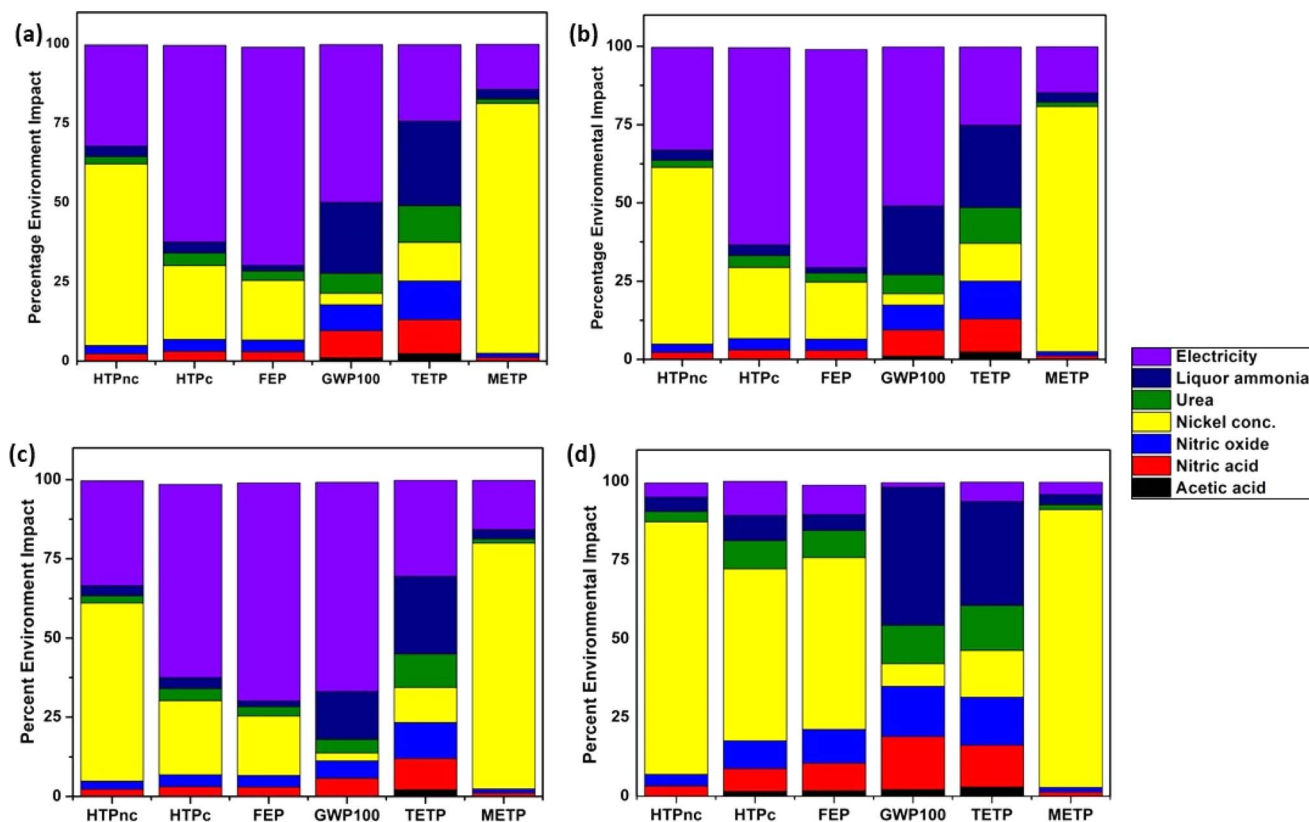 (a)
Percentage Environment Impact
100
75
50
25
0
HTPnc HTPc FEP GWP100 TETP METP
(b)
Percentage Environmental Impact
100
75
50
25
0
HTPnc HTPc FEP GWP100 TETP METP
Electricity
Liquor ammonia
Urea
Nickel conc.
Nitric oxide
Nitric acid
Acetic acid
(c)
Percent Environment Impact
100
75
50
25
0
HTPnc HTPc FEP GWP100 TETP METP
(d)
Percent Environmental Impact
100
75
50
25
0
HTPnc HTPc FEP GWP100 TETP METP